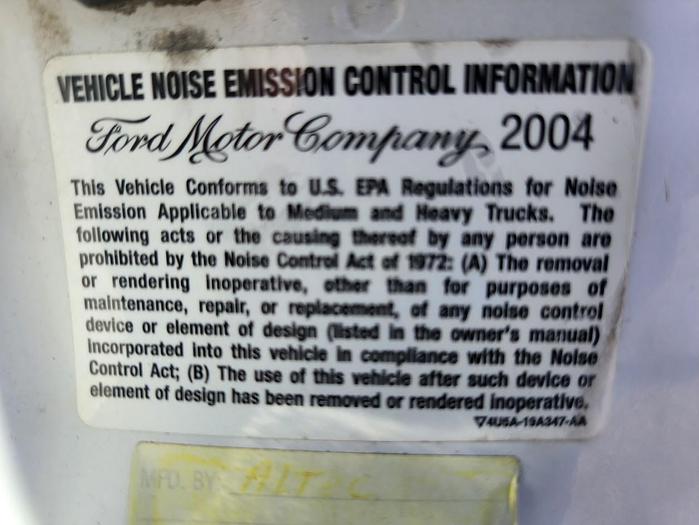 VEHICLE NOISE EMISSION CONTROL INFORMATION
Ford Motor Company 2004
This Vehicle Conforms to U.S. EPA Regulations for Noise
Emission Applicable to Medium and Heavy Trucks. The
following acts or the causing thereof by any person are
prohibited by the Noise Control Act of 1972: (A) The removal
or rendering inoperative, other than for purposes of
maintenance, repair, or replacement, of any noise control
device or element of design (listed in the owner's manual)
incorporated into this vehicle in compliance with the Noise
Control Act; (B) The use of this vehicle after such device or
element of design has been removed or rendered inoperative.
4U5A-19A347-AA
MFD. BY ALTEC